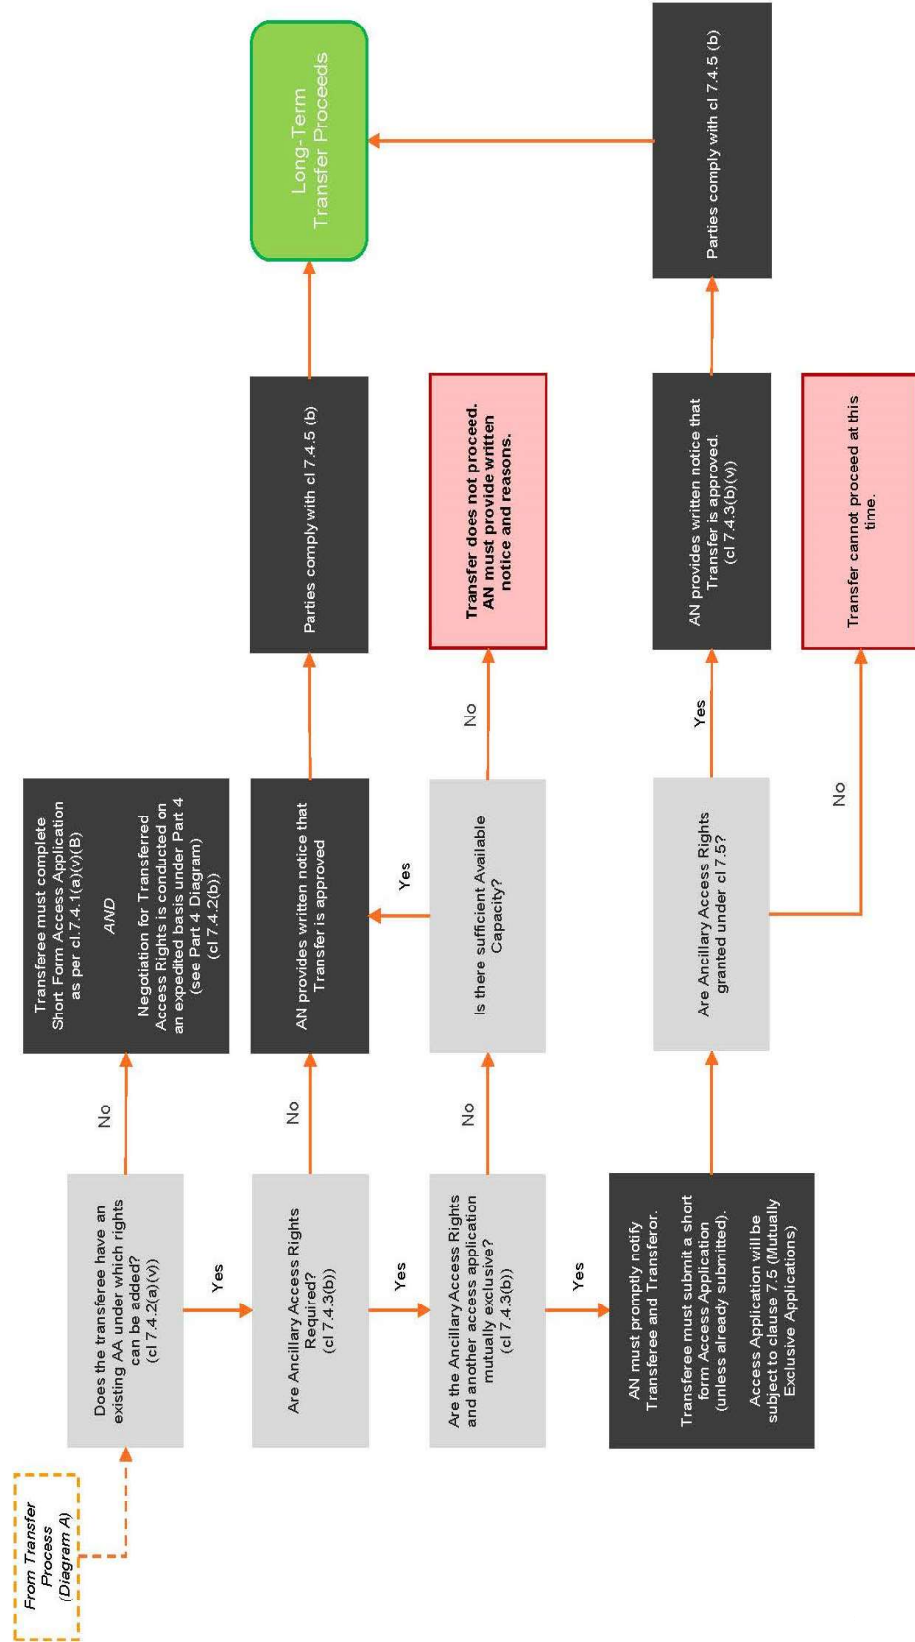 From Transfer
Process
(Diagram A)
Does the transferee have an
existing AA under which rights
can be added?
(cl 7.4.2(a)(v))
No
Transferee must complete
Short Form Access Application
as per cl.7.4.1(a)(v)(B)
AND
Negotiation for Transferred
Access Rights is conducted on
an expedited basis under Part 4
(see Part 4 Diagram)
(cl 7.4.2(b))
Yes
Are Ancillary Access Rights
Required?
(cl 7.4.3(b))
No
AN provides written notice that
Transfer is approved
Parties comply with cl 7.4.5 (b)
Long-Term
Transfer Proceeds
Yes
Yes
Are the Ancillary Access Rights
and another access application
mutually exclusive?
(cl 7.4.3(b))
No
Is there sufficient Available
Capacity?
No
Transfer does not proceed.
AN must provide written
notice and reasons.
Yes
AN must promptly notify
Transferee and Transferor.
Transferee must submit a short
form Access Application
(unless already submitted).
Access Application will be
subject to clause 7.5 (Mutually
Exclusive Applications)
Are Ancillary Access Rights
granted under cl 7.5?
Yes
AN provides written notice that
Transfer is approved.
(cl 7.4.3(b)(v))
Parties comply with cl 7.4.5 (b)
No
Transfer cannot proceed at this
time.